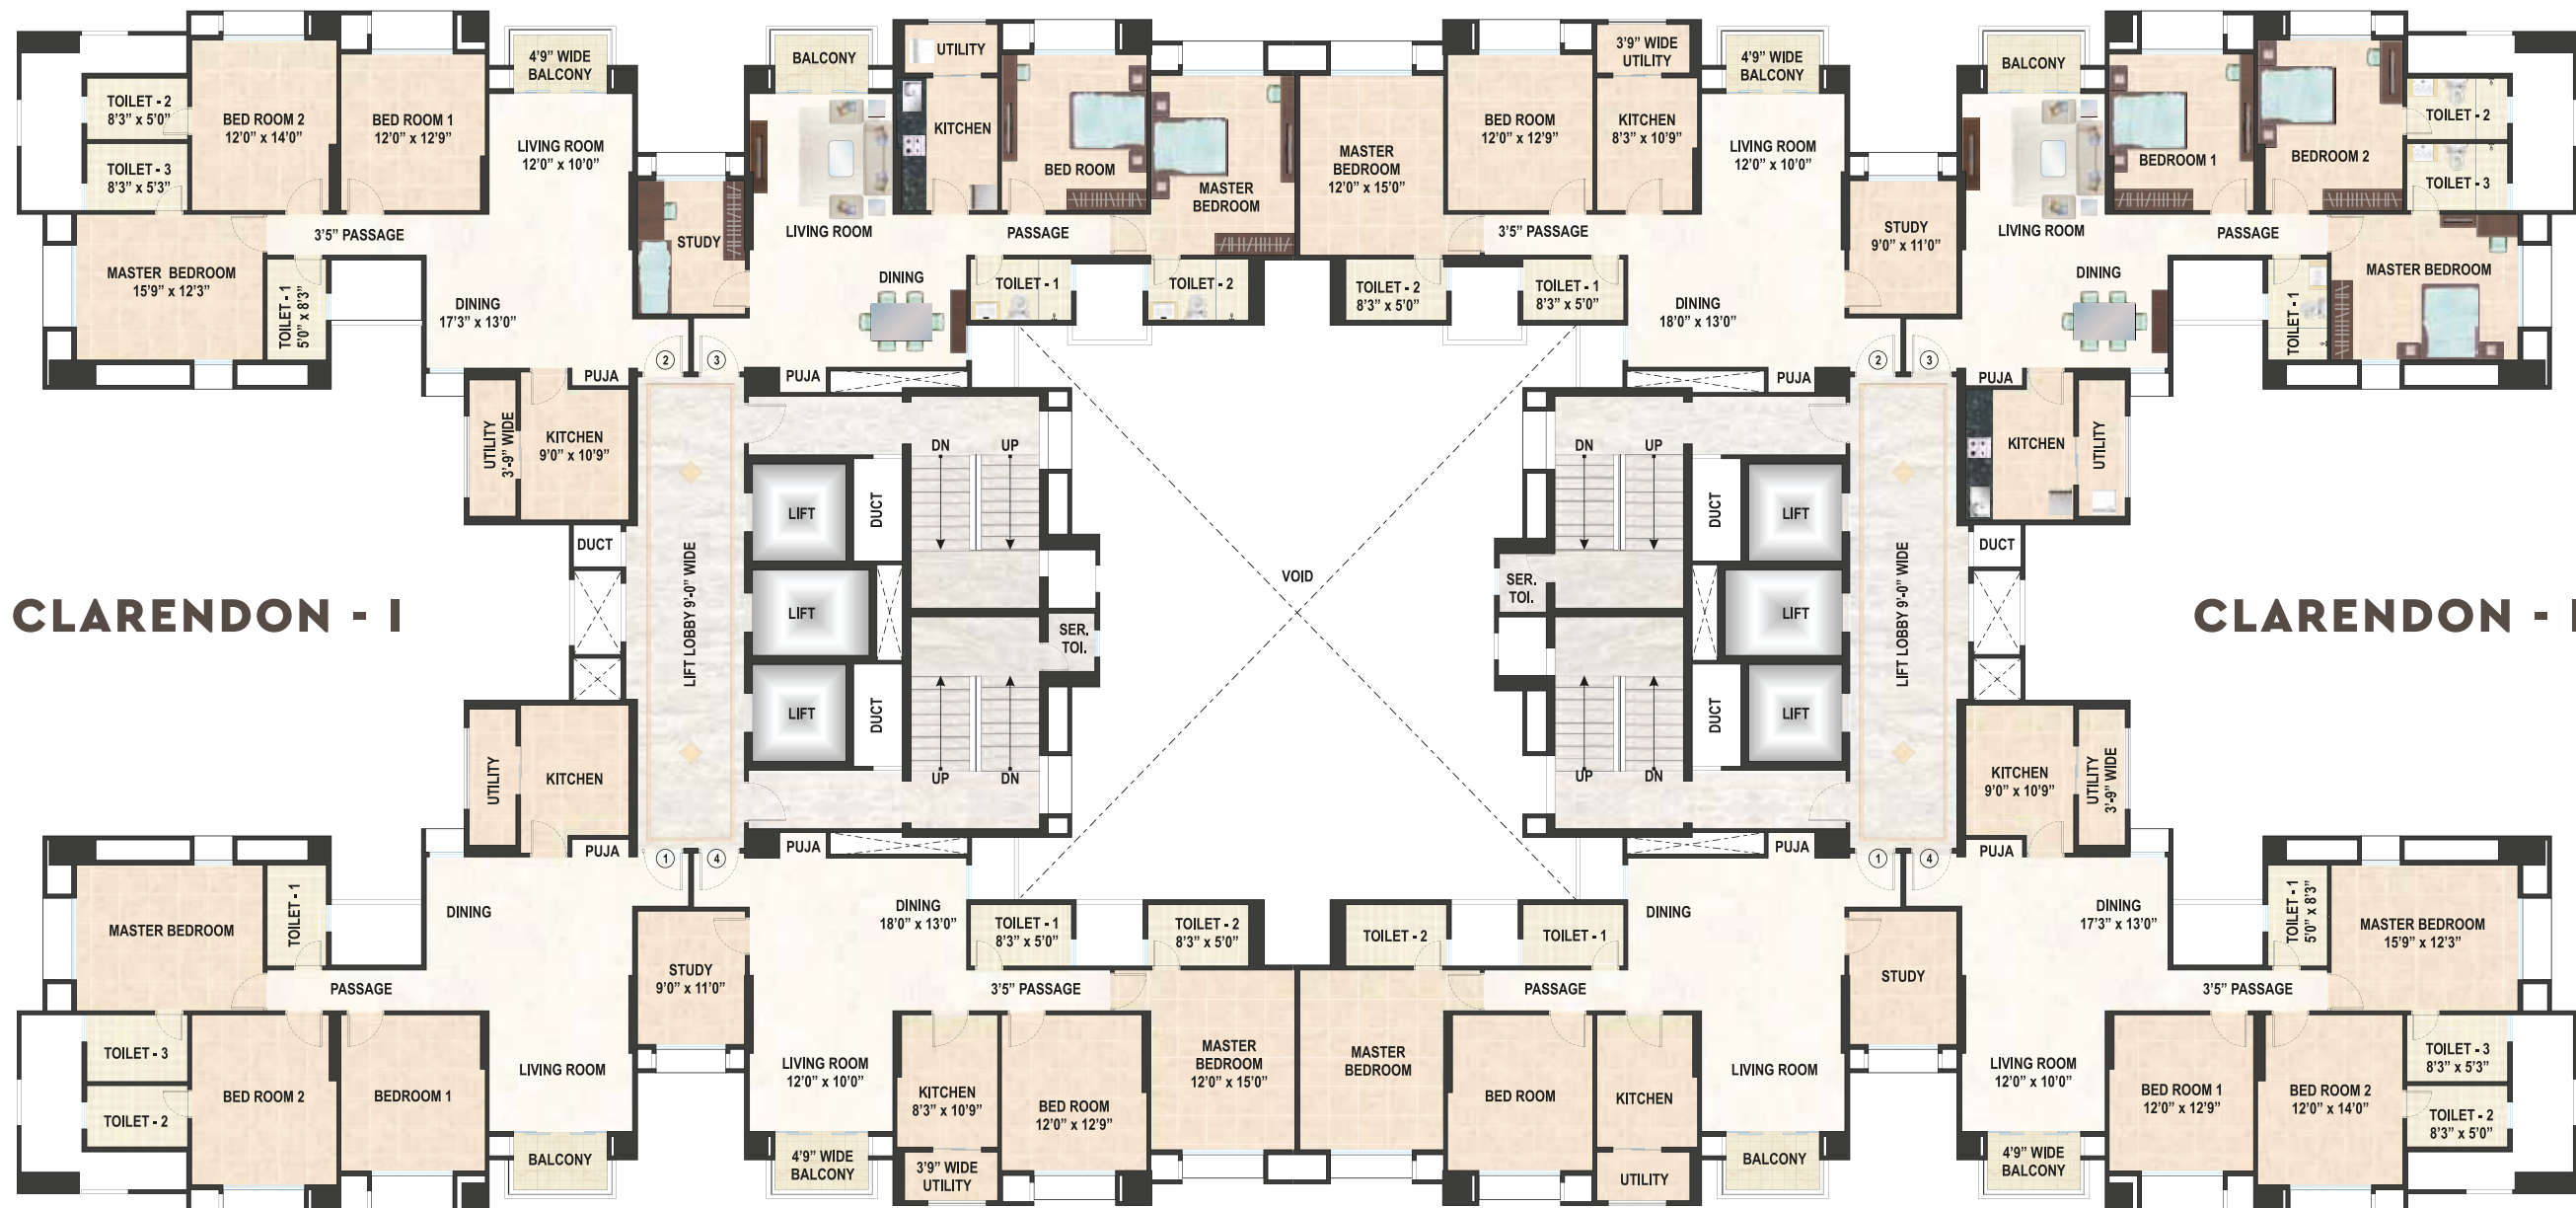 4'9" WIDE
BALCONY
TOILET - 2
8'3" x 5'0"
BED ROOM 2
12'0" x 14'0"
BED ROOM 1
12'0" x 12'9"
LIVING ROOM
12'0" x 10'0"
TOILET - 3
8'3" x 5'3"
3'5" PASSAGE
MASTER BEDROOM
15'9" x 12'3"
TOILET - 1
5'0" x 8'3"
DINING
17'3" x 13'0"
PUJA
UTILITY
3'-9" WIDE
KITCHEN
9'0" x 10'9"
2
BALCONY
UTILITY
KITCHEN
BED ROOM
MASTER
BEDROOM
STUDY
LIVING ROOM
PASSAGE
DINING
TOILET - 1
TOILET - 2
3
PUJA
MASTER
BEDROOM
12'0" x 15'0"
BED ROOM
12'0" x 12'9"
3'9" WIDE
UTILITY
KITCHEN
8'3" x 10'9"
4'9" WIDE
BALCONY
LIVING ROOM
12'0" x 10'0"
3'5" PASSAGE
STUDY
9'0" x 11'0"
TOILET - 2
8'3" x 5'0"
TOILET - 1
8'3" x 5'0"
DINING
18'0" x 13'0"
2
PUJA
BALCONY
BEDROOM 1
BEDROOM 2
TOILET - 2
TOILET - 3
LIVING ROOM
PASSAGE
DINING
MASTER BEDROOM
TOILET - 1
3
PUJA
KITCHEN
UTILITY
DUCT
LIFT LOBBY 9'-0" WIDE
LIFT
LIFT
LIFT
DUCT
DUCT
DN
UP
UP
DN
SER.
TOI.
VOID
DN
UP
UP
DN
SER.
TOI.
DUCT
DUCT
LIFT
LIFT
LIFT
LIFT LOBBY 9'-0" WIDE
DUCT
CLARENDON - I
CLARENDON - I
UTILITY
KITCHEN
PUJA
1
MASTER BEDROOM
TOILET - 1
DINING
PASSAGE
TOILET - 3
TOILET - 2
BED ROOM 2
BEDROOM 1
LIVING ROOM
BALCONY
4
PUJA
DINING
18'0" x 13'0"
TOILET - 1
8'3" x 5'0"
TOILET - 2
8'3" x 5'0"
STUDY
9'0" x 11'0"
3'5" PASSAGE
LIVING ROOM
12'0" x 10'0"
KITCHEN
8'3" x 10'9"
BED ROOM
12'0" x 12'9"
MASTER
BEDROOM
12'0" x 15'0"
4'9" WIDE
BALCONY
3'9" WIDE
UTILITY
PUJA
1
TOILET - 2
TOILET - 1
DINING
STUDY
PASSAGE
MASTER
BEDROOM
BED ROOM
KITCHEN
LIVING ROOM
UTILITY
BALCONY
KITCHEN
9'0" x 10'9"
UTILITY
3'-9" WIDE
PUJA
4
DINING
17'3" x 13'0"
TOILET - 1
5'0" x 8'3"
MASTER BEDROOM
15'9" x 12'3"
3'5" PASSAGE
LIVING ROOM
12'0" x 10'0"
BED ROOM 1
12'0" x 12'9"
BED ROOM 2
12'0" x 14'0"
TOILET - 3
8'3" x 5'3"
TOILET - 2
8'3" x 5'0"
4'9" WIDE
BALCONY